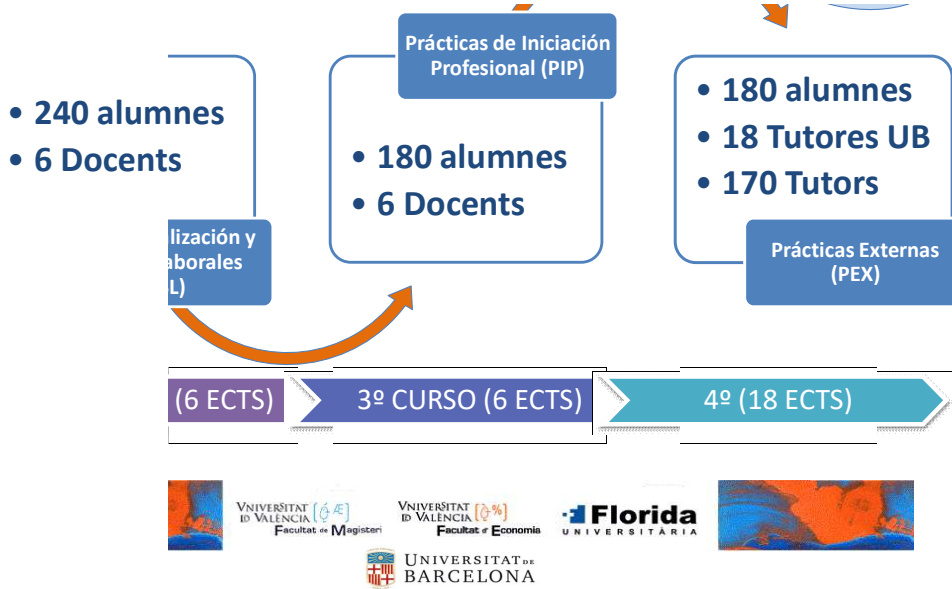 • 240 alumnes
• 6 Docents
lización y
aborales
L)
Prácticas de Iniciación
Profesional (PIP)
• 180 alumnes
• 6 Docents
• 180 alumnes
• 18 Tutores UB
• 170 Tutors
Prácticas Externas
(PEX)
(6 ECTS)
3º CURSO (6 ECTS)
4º (18 ECTS)
VNIVERSITAT
ID VALÈNCIA
Facultat de Magisteri
VNIVERSITAT
ID VALÈNCIA
Facultat d' Economia
Florida
UNIVERSITÀRIA
UNIVERSITAT DE
BARCELONA